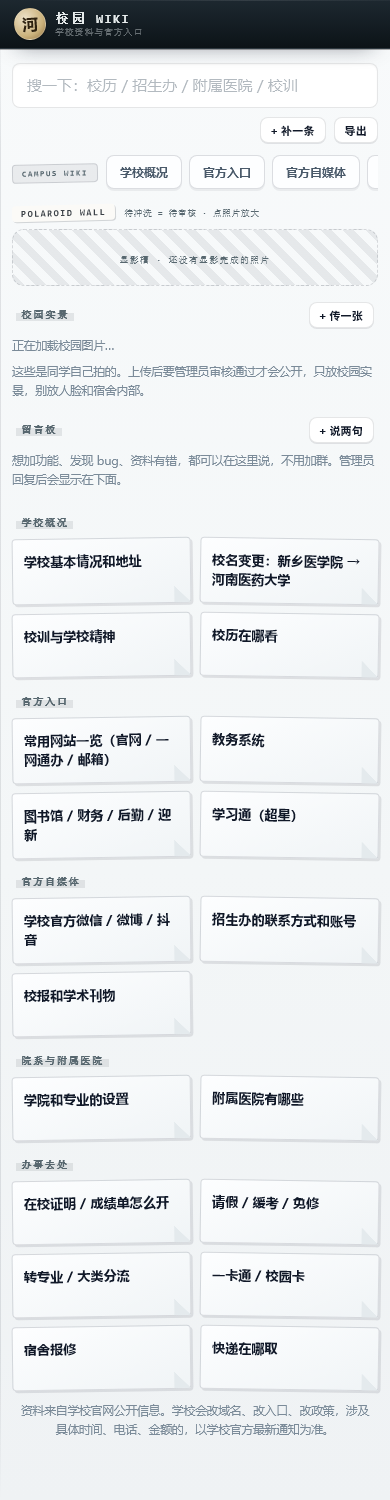 河
校园 WIKI
学校资料与官方入口
搜一下：校历 / 招生办 / 附属医院 / 校训
+ 补一条
导出
CAMPUS WIKI
学校概况
官方入口
官方自媒体
POLAROID WALL
待冲洗 = 待审核 · 点照片放大
显影槽 · 还没有显影完成的照片
校园实景
+ 传一张
正在加载校园图片…
这些是同学自己拍的。上传后要管理员审核通过才会公开，只放校园实
景，别放人脸和宿舍内部。
留言板
+ 说两句
想加功能、发现 bug、资料有错，都可以在这里说，不用加群。管理员
回复后会显示在下面。
学校概况
学校基本情况和地址
校名变更：新乡医学院 →
河南医药大学
校训与学校精神
校历在哪看
官方入口
常用网站一览（官网 / 一
网通办 / 邮箱）
教务系统
图书馆 / 财务 / 后勤 / 迎
新
学习通（超星）
官方自媒体
学校官方微信 / 微博 / 抖
音
招生办的联系方式和账号
校报和学术刊物
院系与附属医院
学院和专业的设置
附属医院有哪些
办事去处
在校证明 / 成绩单怎么开
请假 / 缓考 / 免修
转专业 / 大类分流
一卡通 / 校园卡
宿舍报修
快递在哪取
资料来自学校官网公开信息。学校会改域名、改入口、改政策，涉及
具体时间、电话、金额的，以学校官方最新通知为准。